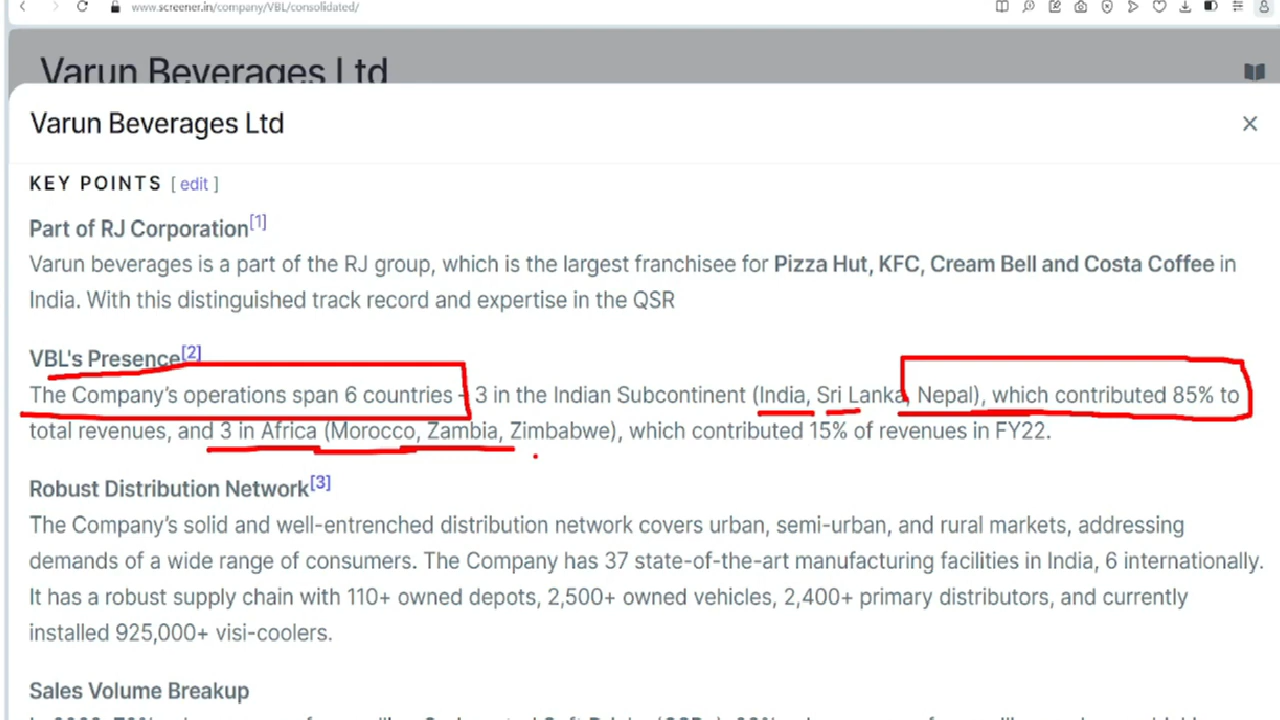 www.screener.in/company/VBL/consolidated/
Varun Beverages Ltd
Varun Beverages Ltd
KEY POINTS [ edit ]
Part of RJ Corporation[1]
Varun beverages is a part of the RJ group, which is the largest franchisee for Pizza Hut, KFC, Cream Bell and Costa Coffee in
India. With this distinguished track record and expertise in the QSR
VBL's Presence[2]
The Company's operations span 6 countries - 3 in the Indian Subcontinent (India, Sri Lanka, Nepal), which contributed 85% to
total revenues, and 3 in Africa (Morocco, Zambia, Zimbabwe), which contributed 15% of revenues in FY22.
Robust Distribution Network[3]
The Company's solid and well-entrenched distribution network covers urban, semi-urban, and rural markets, addressing
demands of a wide range of consumers. The Company has 37 state-of-the-art manufacturing facilities in India, 6 internationally.
It has a robust supply chain with 110+ owned depots, 2,500+ owned vehicles, 2,400+ primary distributors, and currently
installed 925,000+ visi-coolers.
Sales Volume Breakup